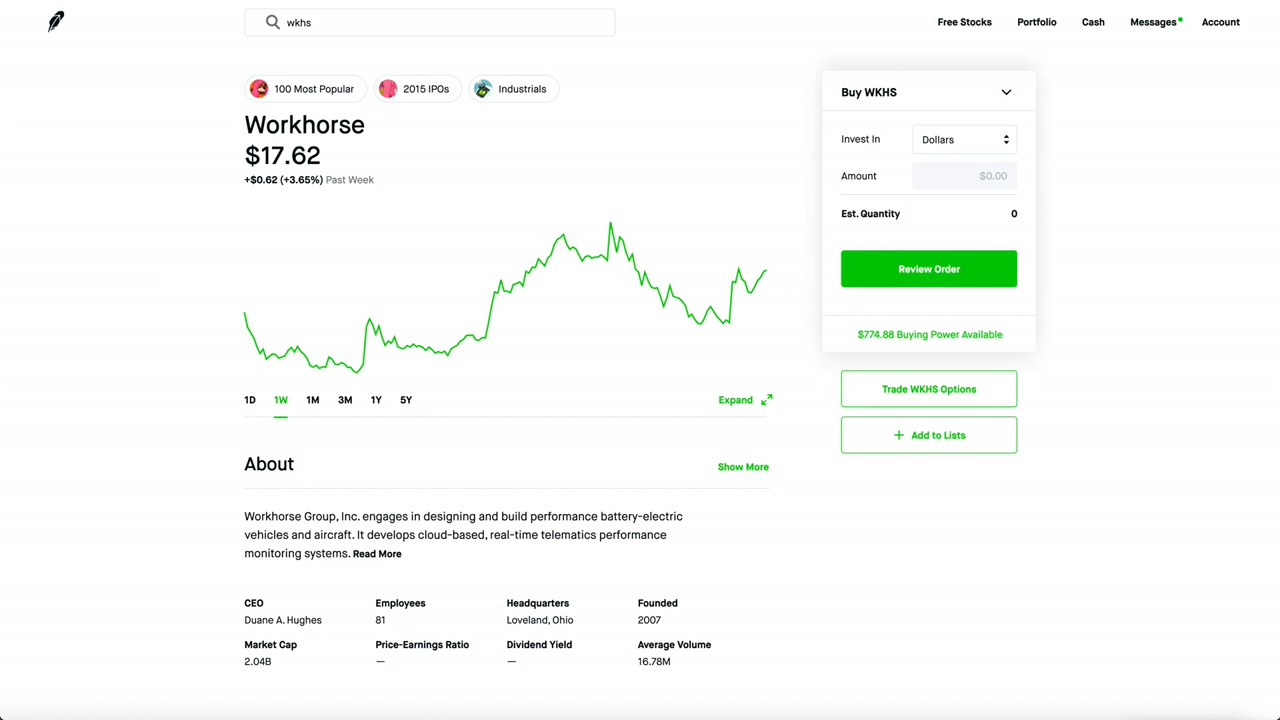 wkhs
Free Stocks Portfolio Cash Messages Account
100 Most Popular 2015 IPOs Industrials
Workhorse
$17.62
+$0.62 (+3.65%) Past Week
1D 1W 1M 3M 1Y 5Y Expand
About Show More
Workhorse Group, Inc. engages in designing and build performance battery-electric
vehicles and aircraft. It develops cloud-based, real-time telematics performance
monitoring systems. Read More
CEO Employees Headquarters Founded
Duane A. Hughes 81 Loveland, Ohio 2007
Market Cap Price-Earnings Ratio Dividend Yield Average Volume
2.04B — — 16.78M
Buy WKHS
Invest In Dollars
Amount $0.00
Est. Quantity 0
Review Order
$774.88 Buying Power Available
Trade WKHS Options
+ Add to Lists